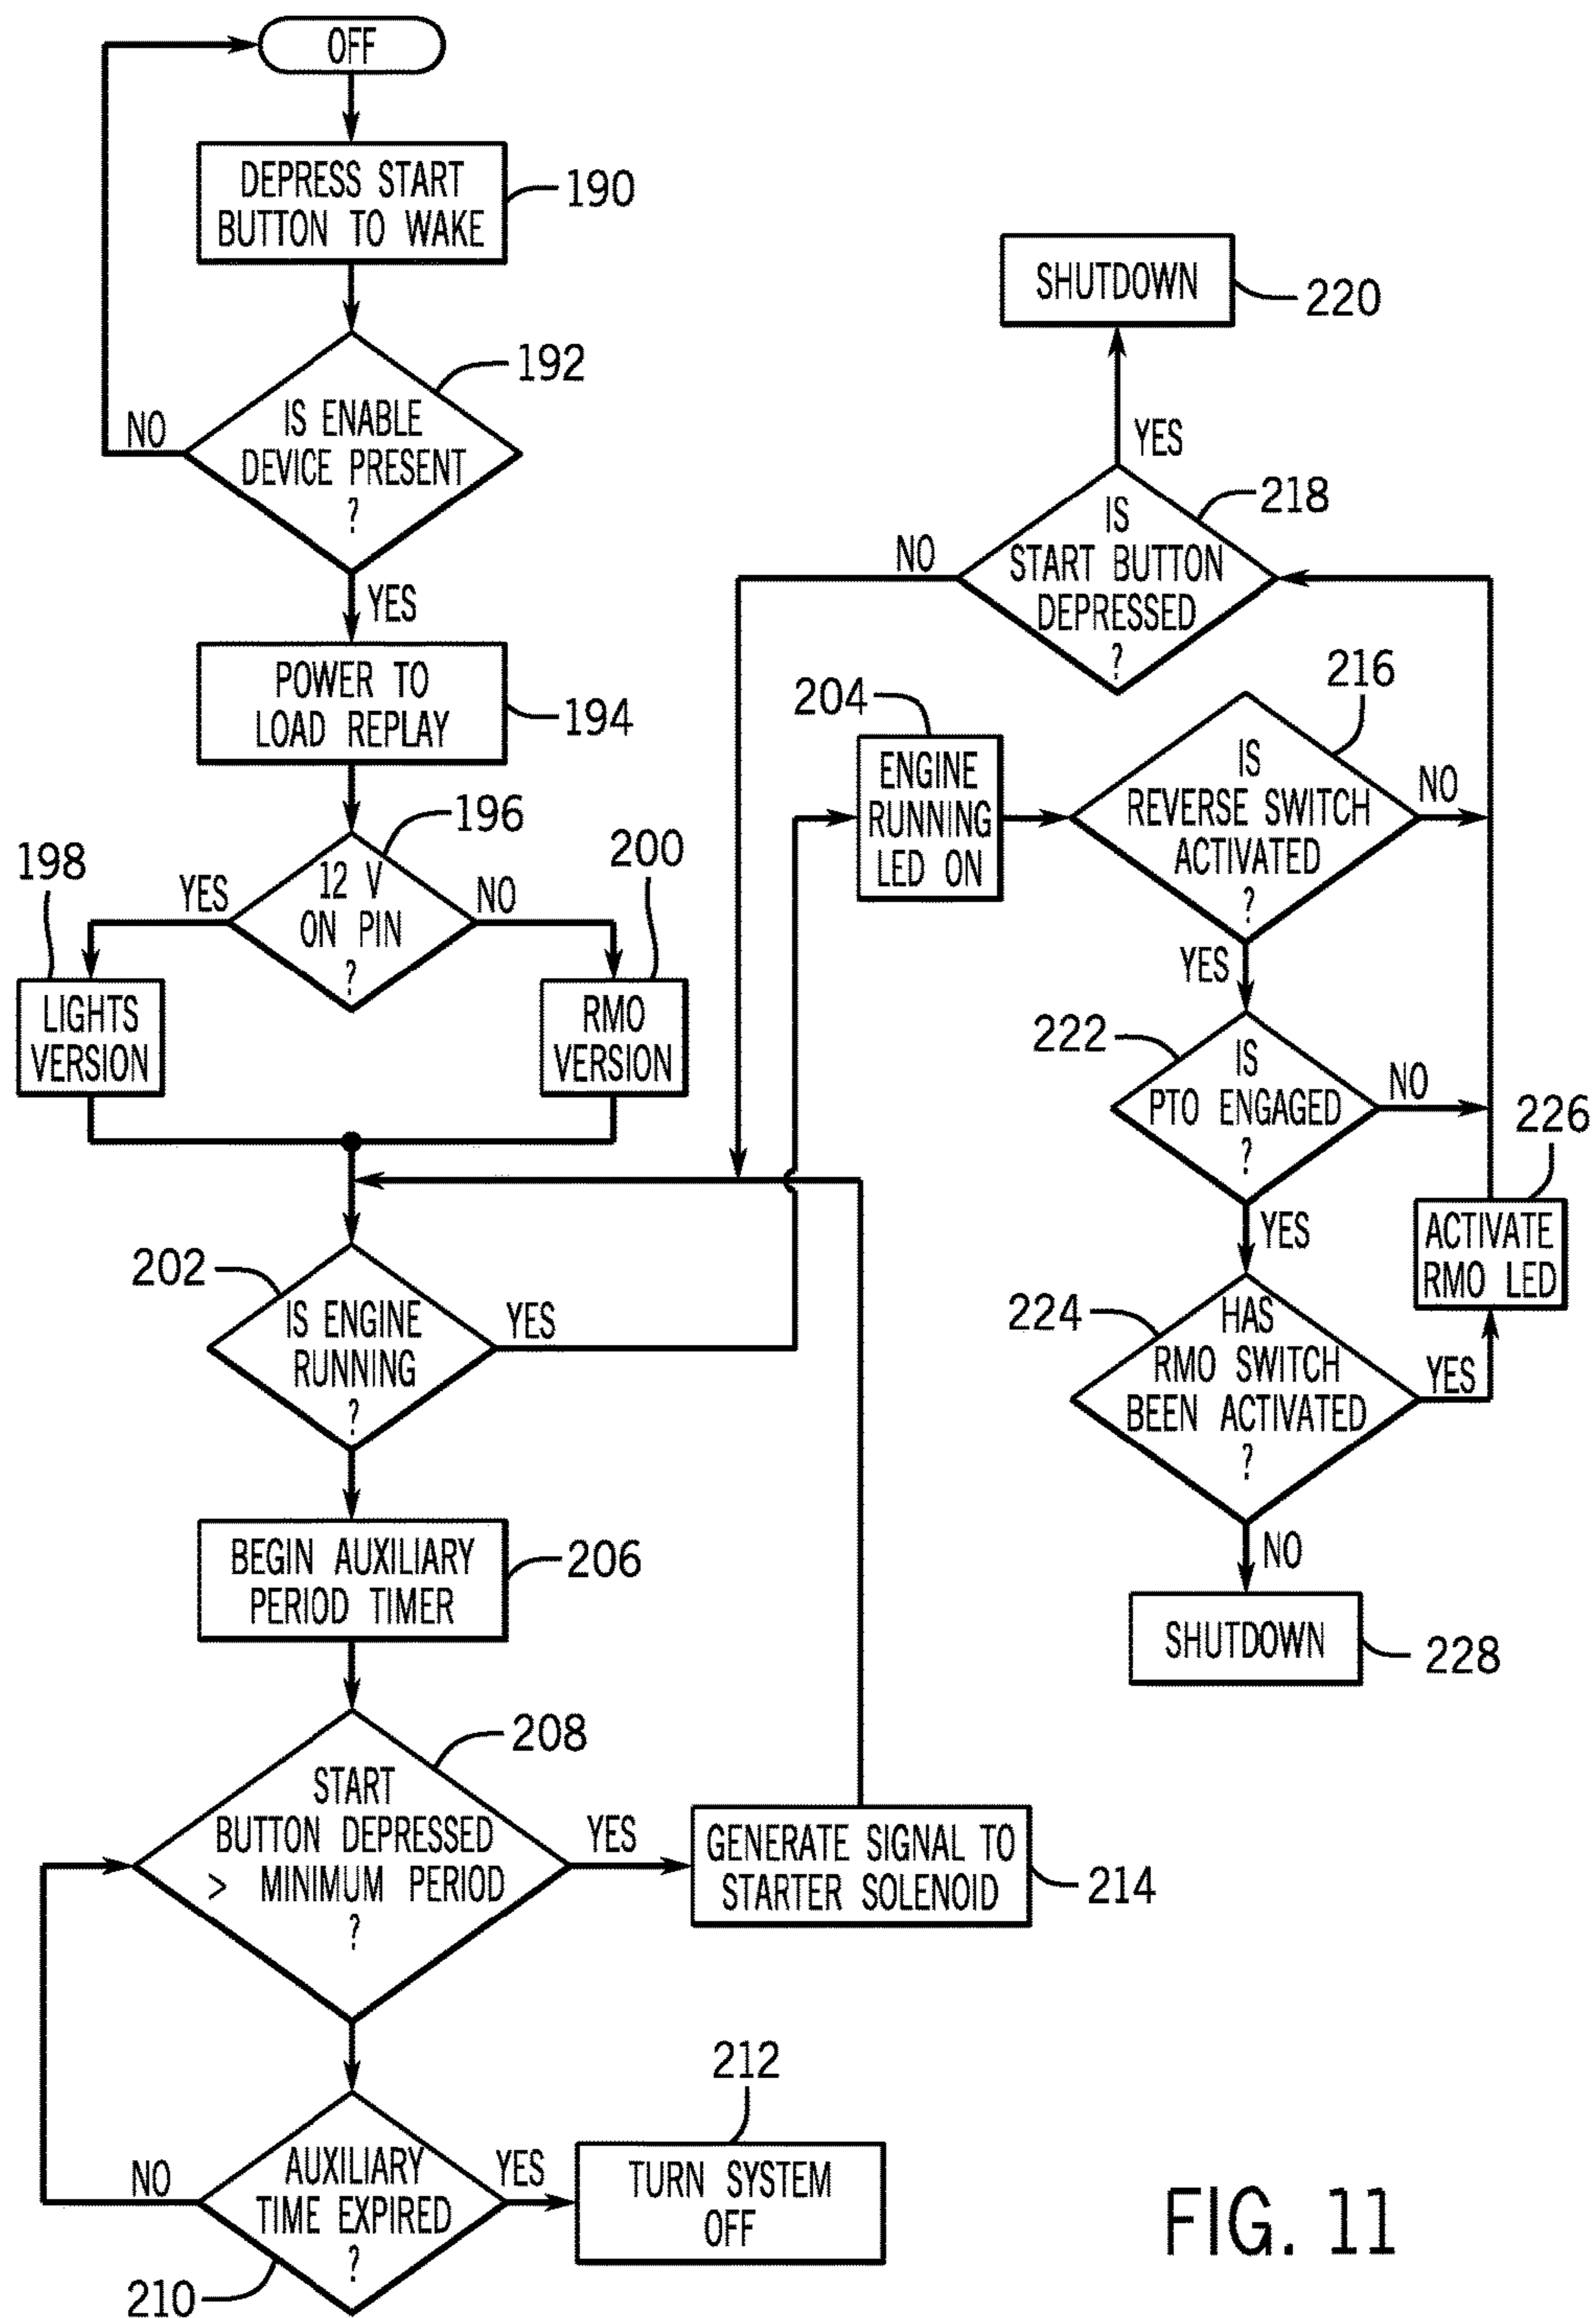 OFF
DEPRESS START
BUTTON TO WAKE
190
192
IS ENABLE
DEVICE PRESENT
?
NO
YES
POWER TO
LOAD REPLAY
194
196
12 V
ON PIN
?
YES
NO
198
200
LIGHTS
VERSION
RMO
VERSION
202
IS ENGINE
RUNNING
?
YES
BEGIN AUXILIARY
PERIOD TIMER
206
208
START
BUTTON DEPRESSED
> MINIMUM PERIOD
?
YES
GENERATE SIGNAL TO
STARTER SOLENOID
214
AUXILIARY
TIME EXPIRED
?
NO
YES
210
212
TURN SYSTEM
OFF
SHUTDOWN
220
YES
218
IS
START BUTTON
DEPRESSED
?
NO
204
ENGINE
RUNNING
LED ON
216
IS
REVERSE SWITCH
ACTIVATED
?
NO
YES
222
IS
PTO ENGAGED
?
NO
YES
226
ACTIVATE
RMO LED
224
HAS
RMO SWITCH
BEEN ACTIVATED
?
YES
NO
SHUTDOWN
228
FIG. 11